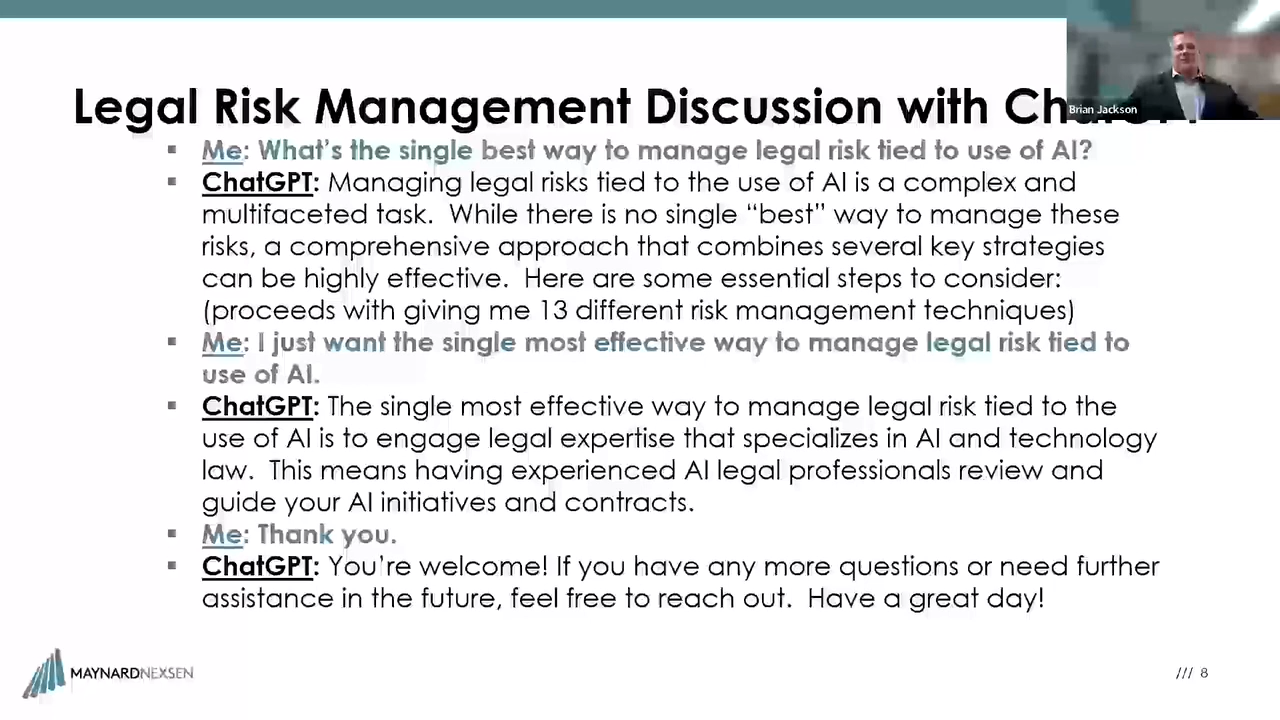 Legal Risk Management Discussion with Ch
Brian Jackson
▪ Me: What's the single best way to manage legal risk tied to use of AI?
▪ ChatGPT: Managing legal risks tied to the use of AI is a complex and
multifaceted task.  While there is no single “best” way to manage these
risks, a comprehensive approach that combines several key strategies
can be highly effective.  Here are some essential steps to consider:
(proceeds with giving me 13 different risk management techniques)
▪ Me: I just want the single most effective way to manage legal risk tied to
use of AI.
▪ ChatGPT: The single most effective way to manage legal risk tied to the
use of AI is to engage legal expertise that specializes in AI and technology
law.  This means having experienced AI legal professionals review and
guide your AI initiatives and contracts.
▪ Me: Thank you.
▪ ChatGPT: You're welcome! If you have any more questions or need further
assistance in the future, feel free to reach out.  Have a great day!
MAYNARDNEXSEN
/// 8